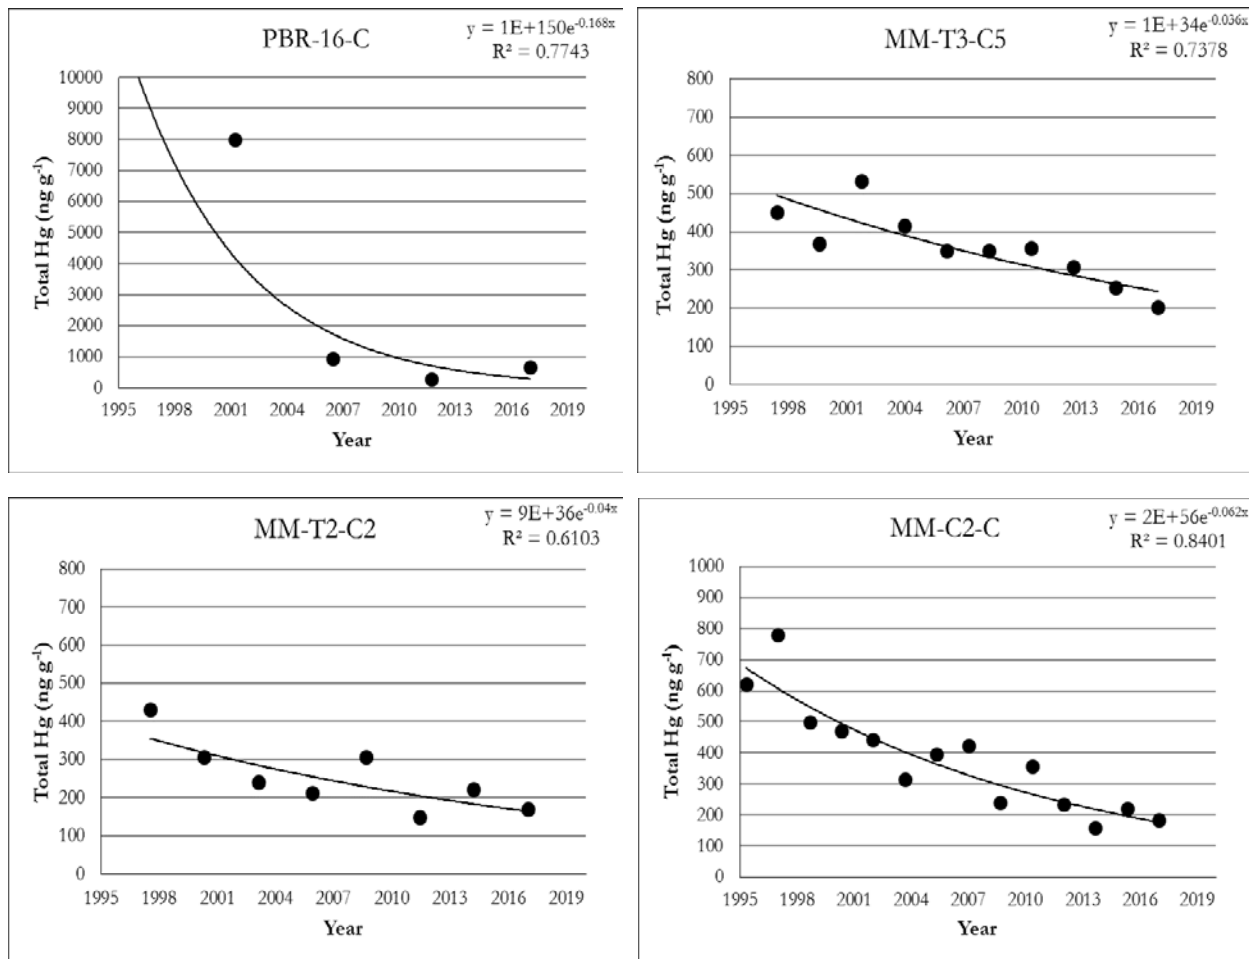 PBR-16-C
y = 1E+150e^-0.168x
R² = 0.7743
10000
9000
8000
7000
6000
5000
4000
3000
2000
1000
0
Total Hg (ng g⁻¹)
1995 1998 2001 2004 2007 2010 2013 2016 2019
Year
MM-T3-C5
y = 1E+34e^-0.036x
R² = 0.7378
800
700
600
500
400
300
200
100
0
Total Hg (ng g⁻¹)
1995 1998 2001 2004 2007 2010 2013 2016 2019
Year
MM-T2-C2
y = 9E+36e^-0.04x
R² = 0.6103
800
700
600
500
400
300
200
100
0
Total Hg (ng g⁻¹)
1995 1998 2001 2004 2007 2010 2013 2016 2019
Year
MM-C2-C
y = 2E+56e^-0.062x
R² = 0.8401
1000
900
800
700
600
500
400
300
200
100
0
Total Hg (ng g⁻¹)
1995 1998 2001 2004 2007 2010 2013 2016 2019
Year